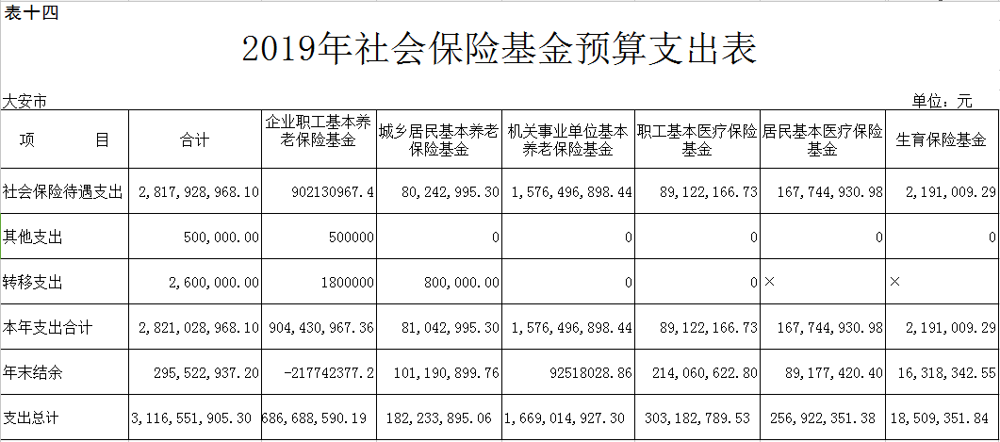 表十四
2019年社会保险基金预算支出表
大安市 单位：元
项 目 合计 企业职工基本养老保险基金 城乡居民基本养老保险基金 机关事业单位基本养老保险基金 职工基本医疗保险基金 居民基本医疗保险基金 生育保险基金
社会保险待遇支出 2,817,928,968.10 902130967.4 80,242,995.30 1,576,496,898.44 89,122,166.73 167,744,930.98 2,191,009.29
其他支出 500,000.00 500000 0 0 0 0 0
转移支出 2,600,000.00 1800000 800,000.00 0 0 × ×
本年支出合计 2,821,028,968.10 904,430,967.36 81,042,995.30 1,576,496,898.44 89,122,166.73 167,744,930.98 2,191,009.29
年末结余 295,522,937.20 -217742377.2 101,190,899.76 92518028.86 214,060,622.80 89,177,420.40 16,318,342.55
支出总计 3,116,551,905.30 686,688,590.19 182,233,895.06 1,669,014,927.30 303,182,789.53 256,922,351.38 18,509,351.84